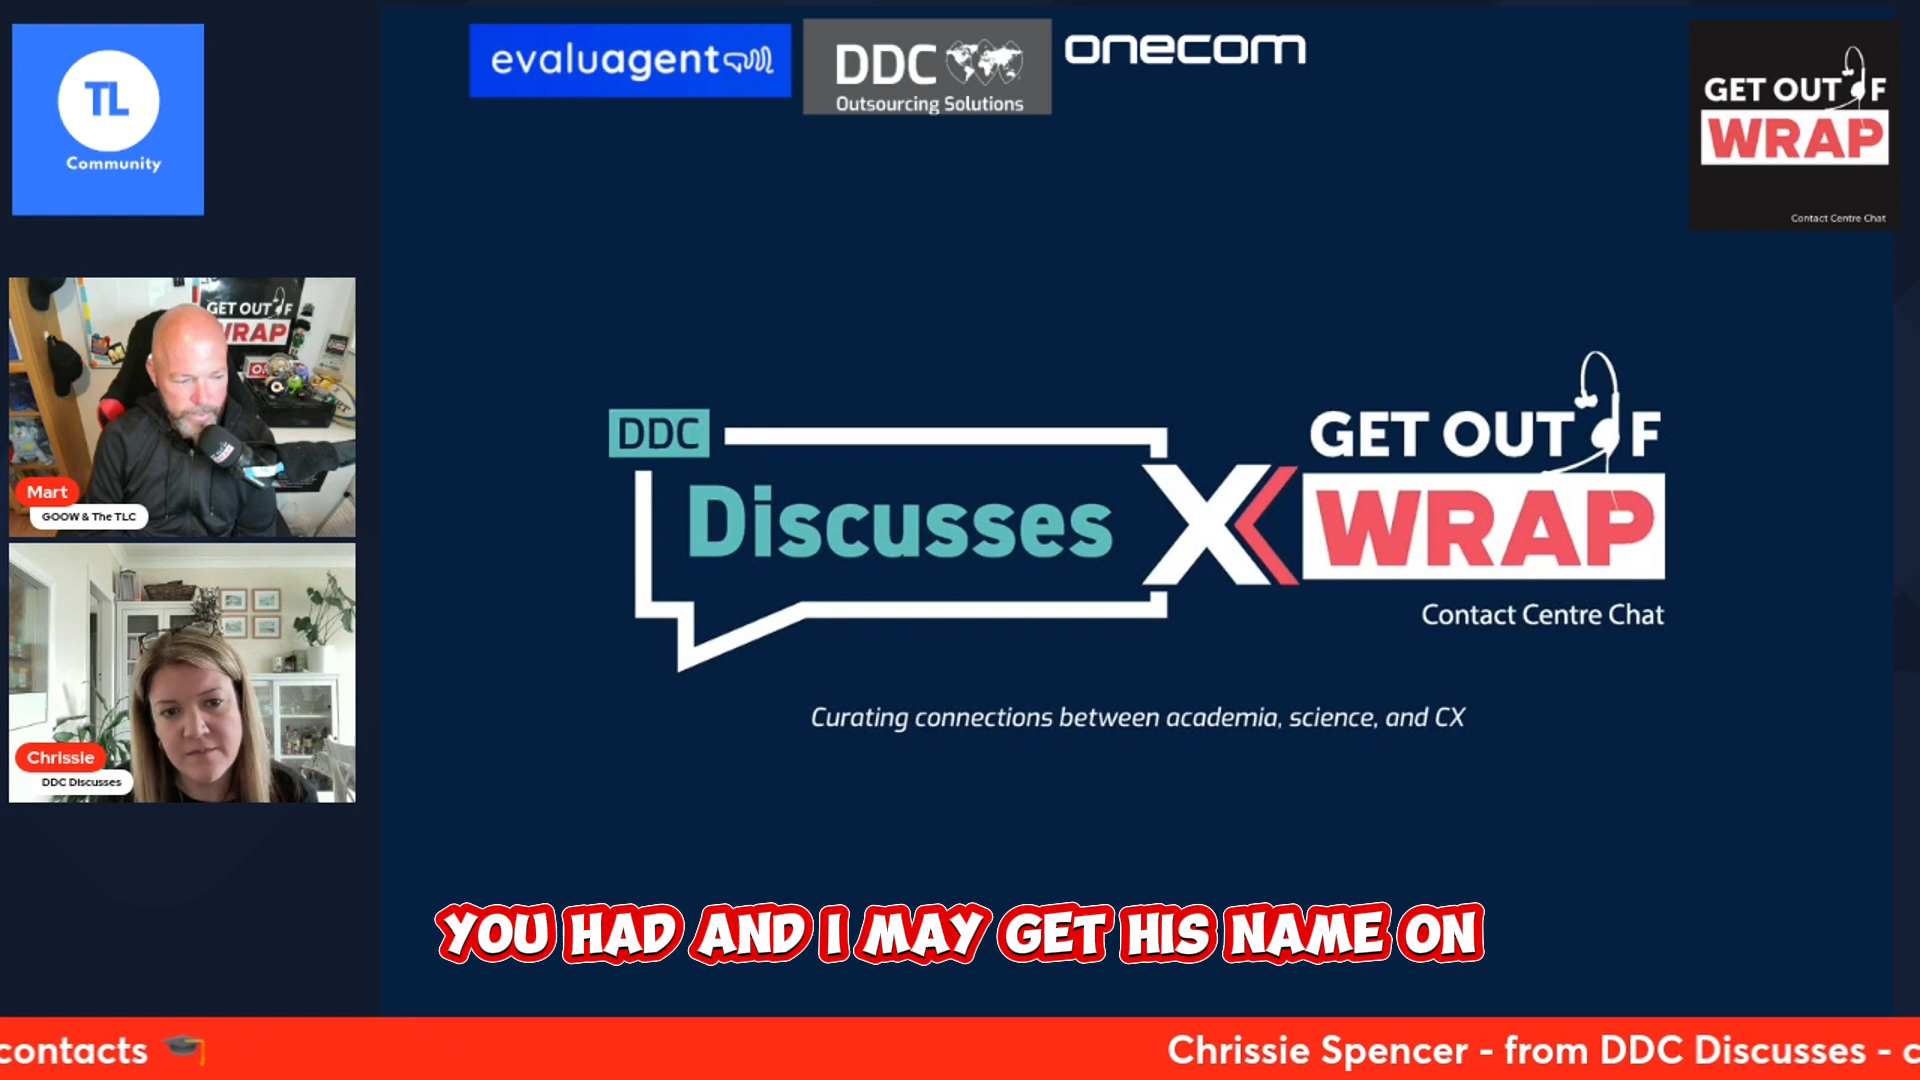 TL
Community
evaluagent
DDC
Outsourcing Solutions
onecom
GET OUT OF
WRAP
Contact Centre Chat
GET OUT OF
WRAP
Mart
GOOW & The TLC
Chrissie
DDC Discusses
DDC
Discusses
X
GET OUT OF
WRAP
Contact Centre Chat
Curating connections between academia, science, and CX
YOU HAD AND I MAY GET HIS NAME ON
contacts 🎓
Chrissie Spencer - from DDC Discusses - c